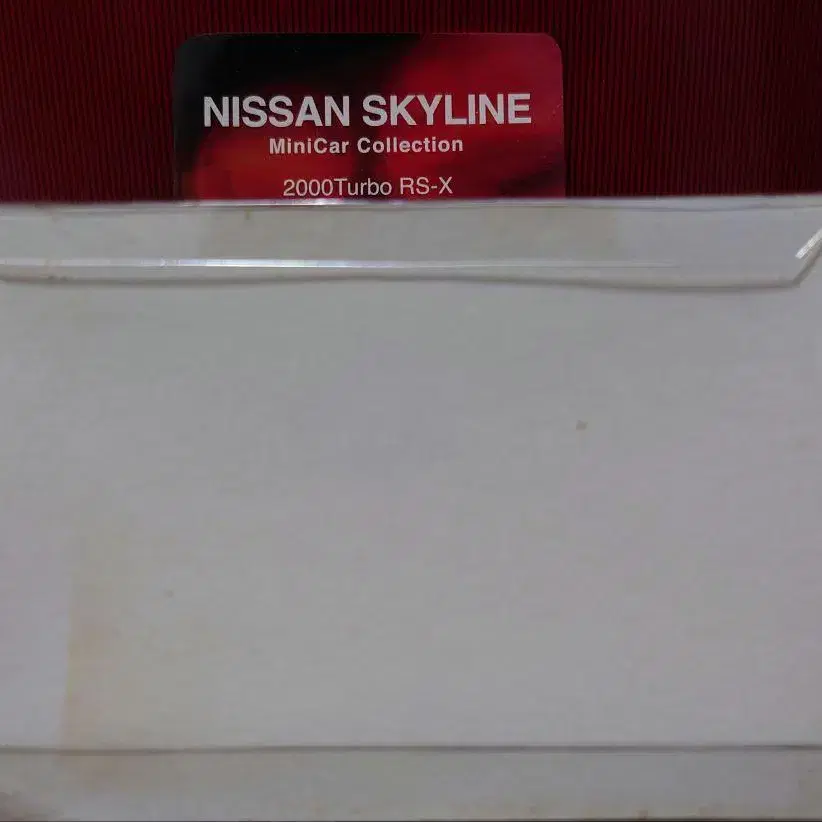 NISSAN SKYLINE
MiniCar Collection
2000Turbo RS-X